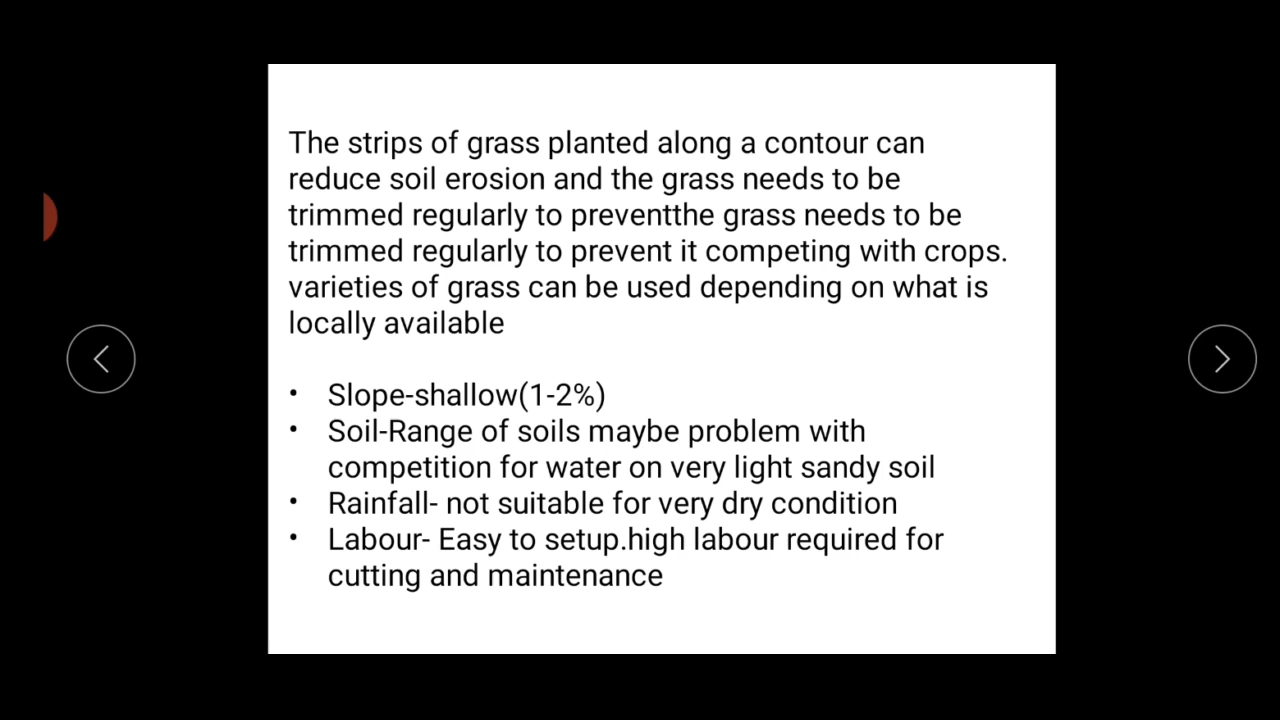 The strips of grass planted along a contour can
reduce soil erosion and the grass needs to be
trimmed regularly to preventthe grass needs to be
trimmed regularly to prevent it competing with crops.
varieties of grass can be used depending on what is
locally available
• Slope-shallow(1-2%)
• Soil-Range of soils maybe problem with
competition for water on very light sandy soil
• Rainfall- not suitable for very dry condition
• Labour- Easy to setup.high labour required for
cutting and maintenance